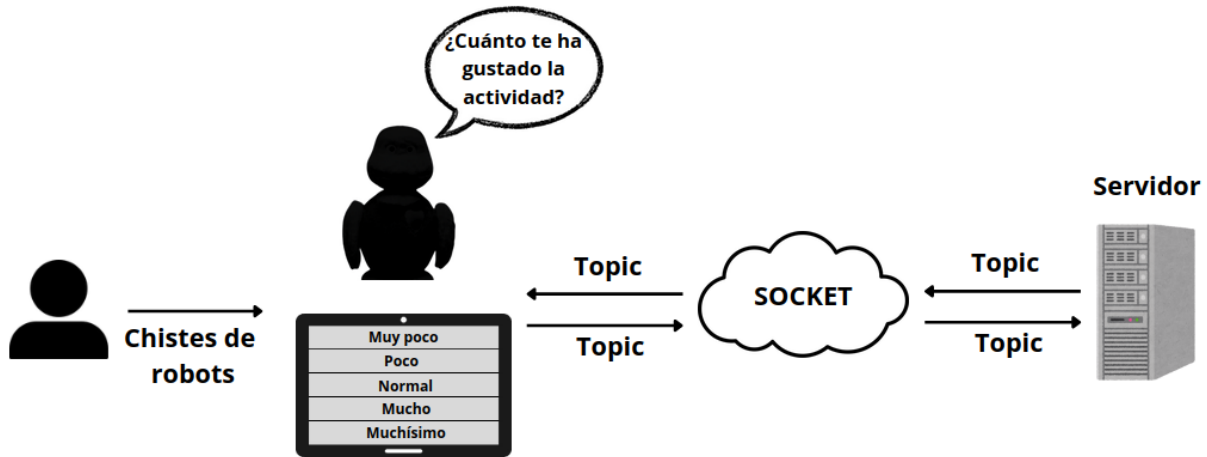 ¿Cuánto te ha
gustado la
actividad?
Servidor
Chistes de
robots
Muy poco
Poco
Normal
Mucho
Muchísimo
Topic
Topic
SOCKET
Topic
Topic